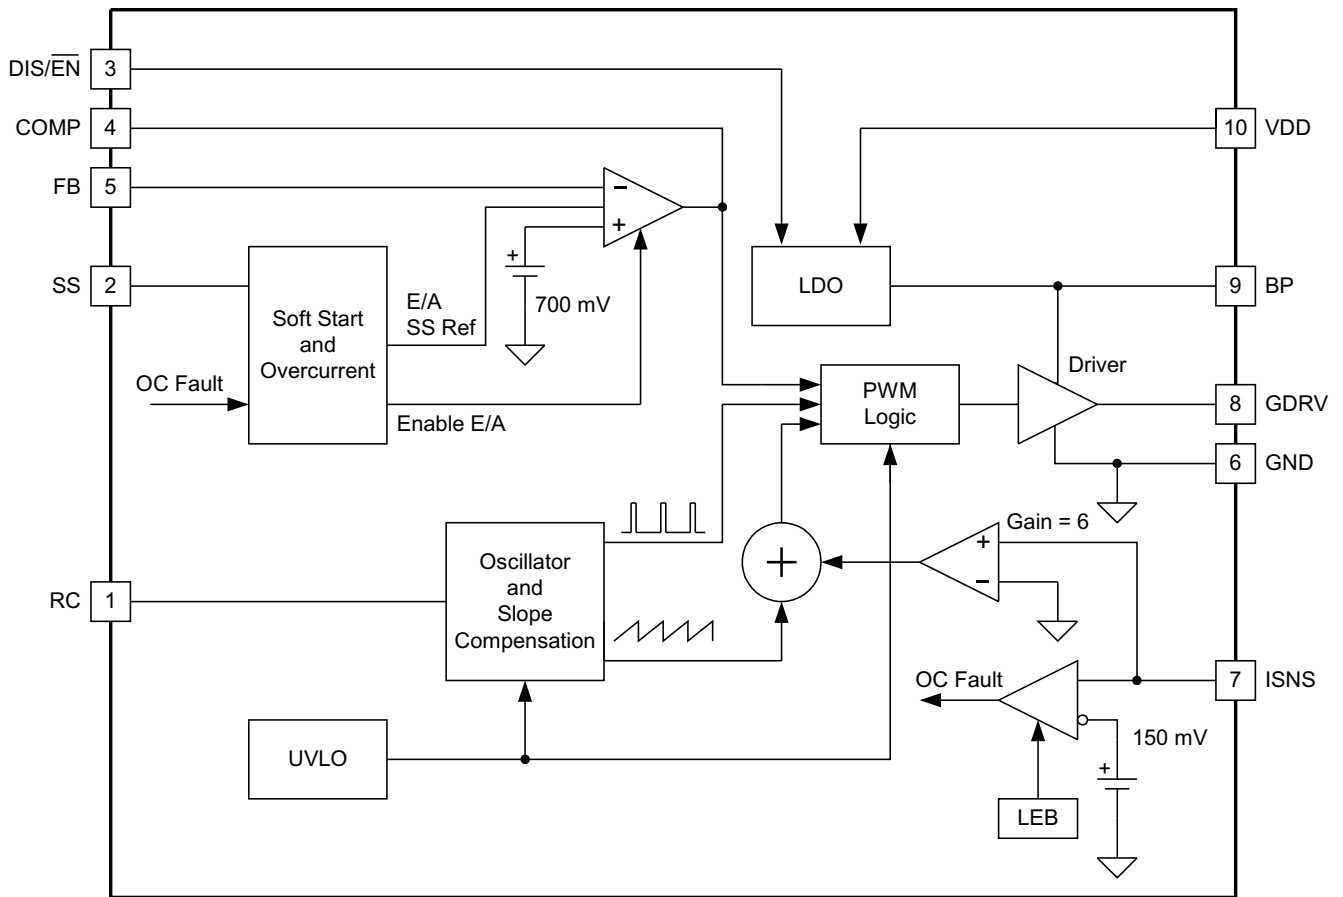 DIS/E̅N̅ 3
COMP 4
10 VDD
FB 5
−
+
SS 2
+
700 mV
E/A
SS Ref
Soft Start
and
Overcurrent
OC Fault
Enable E/A
LDO
9 BP
Driver
PWM
Logic
8 GDRV
6 GND
Gain = 6
+
−
+
Oscillator
and
Slope
Compensation
RC 1
OC Fault
7 ISNS
150 mV
+
UVLO
LEB